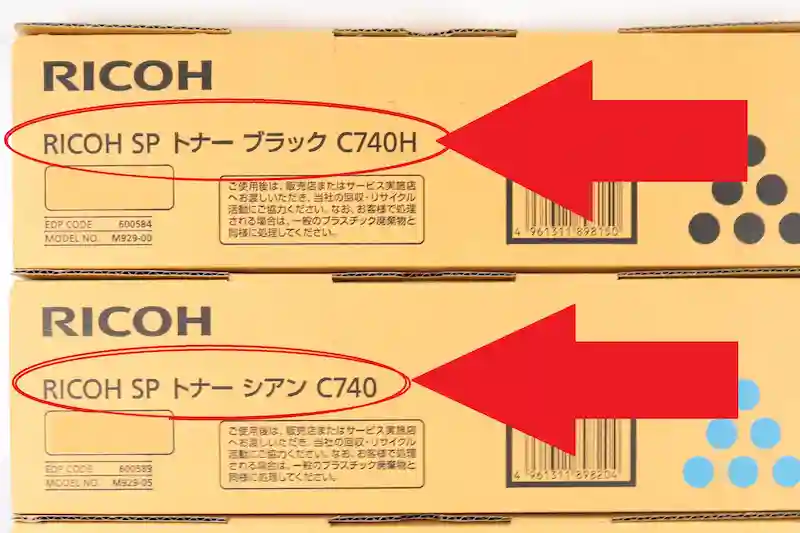 RICOH
RICOH SP トナー ブラック C740H
ご使用後は、販売店またはサービス実施店
へお渡しいただき、当社の回収・リサイクル
活動にご協力ください。なお、お客様で処理
される場合は、一般のプラスチック廃棄物と
同様に処理してください。
EDP CODE 600584
MODEL NO. M929-00
4 961311 898150
RICOH
RICOH SP トナー シアン C740
ご使用後は、販売店またはサービス実施店
へお渡しいただき、当社の回収・リサイクル
活動にご協力ください。なお、お客様で処理
される場合は、一般のプラスチック廃棄物と
同様に処理してください。
EDP CODE 600589
MODEL NO. M929-05
4 961311 898204